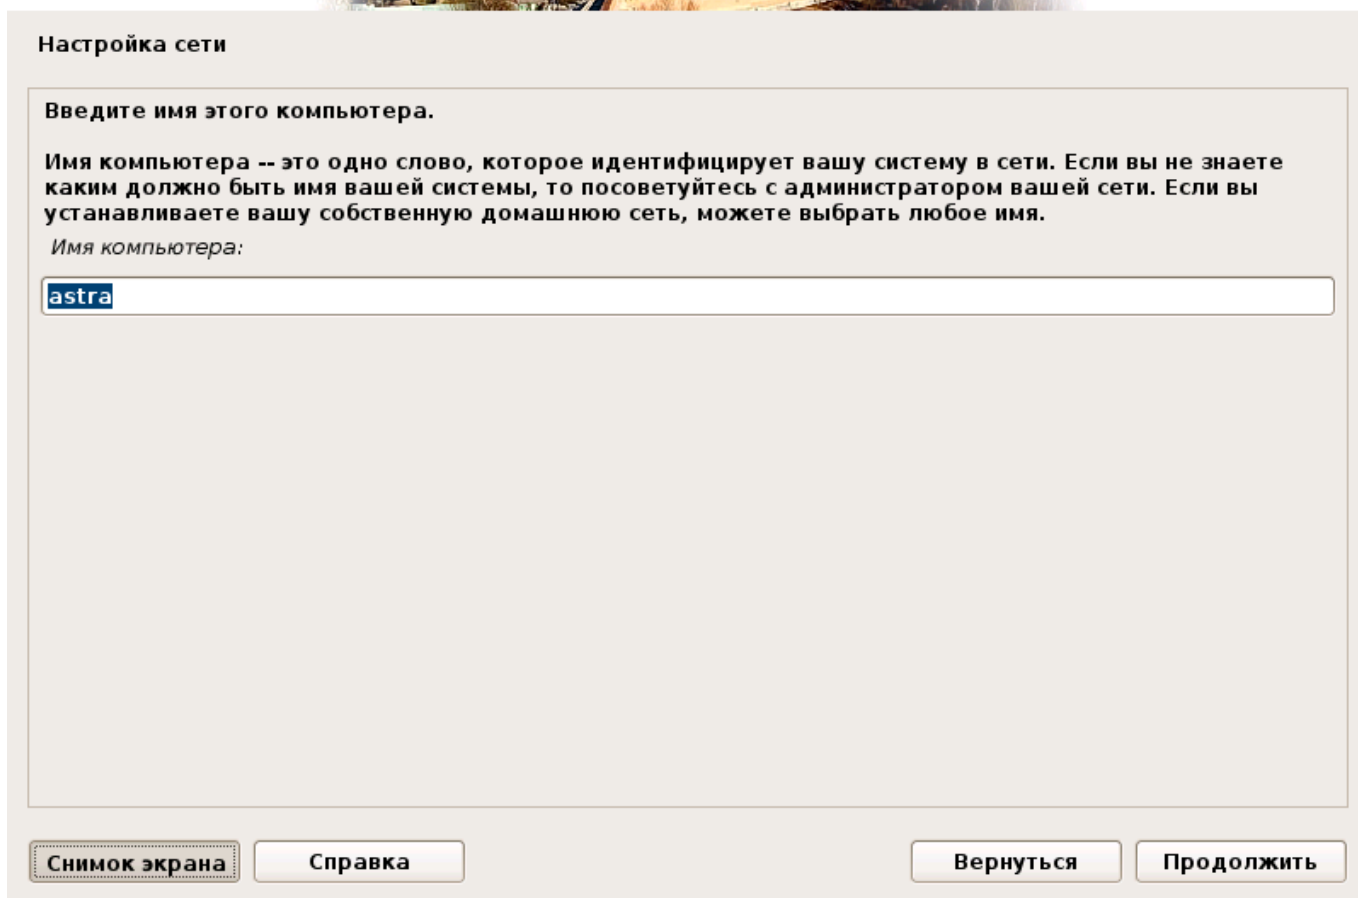 Настройка сети
Введите имя этого компьютера.
Имя компьютера -- это одно слово, которое идентифицирует вашу систему в сети. Если вы не знаете
каким должно быть имя вашей системы, то посоветуйтесь с администратором вашей сети. Если вы
устанавливаете вашу собственную домашнюю сеть, можете выбрать любое имя.
Имя компьютера:
astra
Снимок экрана Справка Вернуться Продолжить